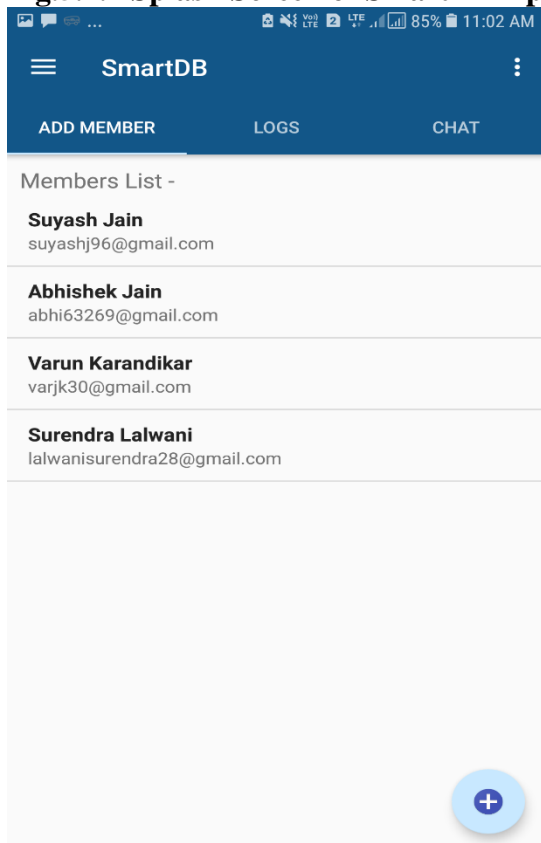 85% 11:02 AM
SmartDB
ADD MEMBER LOGS CHAT
Members List -
Suyash Jain
suyashj96@gmail.com
Abhishek Jain
abhi63269@gmail.com
Varun Karandikar
varjk30@gmail.com
Surendra Lalwani
lalwanisurendra28@gmail.com